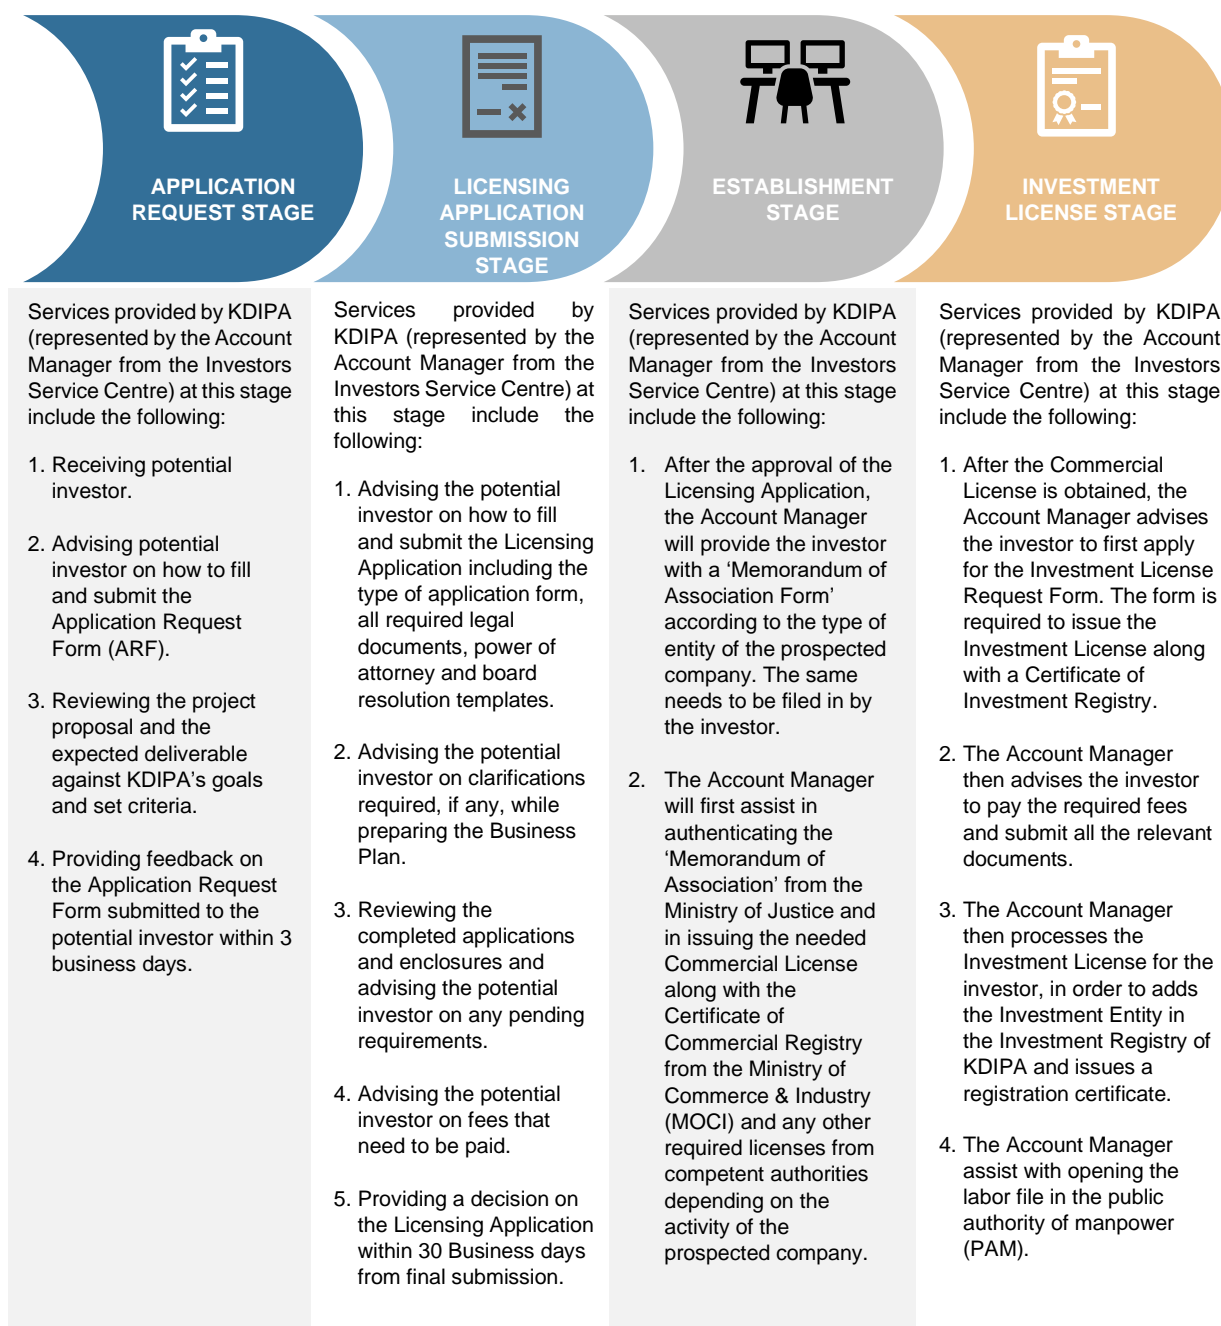 APPLICATION
REQUEST STAGE
LICENSING
APPLICATION
SUBMISSION
STAGE
ESTABLISHMENT
STAGE
INVESTMENT
LICENSE STAGE
Services provided by KDIPA
(represented by the Account
Manager from the Investors
Service Centre) at this stage
include the following:
1. Receiving potential
investor.
2. Advising potential
investor on how to fill
and submit the
Application Request
Form (ARF).
3. Reviewing the project
proposal and the
expected deliverable
against KDIPA's goals
and set criteria.
4. Providing feedback on
the Application Request
Form submitted to the
potential investor within 3
business days.
Services provided by
KDIPA (represented by the
Account Manager from the
Investors Service Centre) at
this stage include the
following:
1. Advising the potential
investor on how to fill
and submit the Licensing
Application including the
type of application form,
all required legal
documents, power of
attorney and board
resolution templates.
2. Advising the potential
investor on clarifications
required, if any, while
preparing the Business
Plan.
3. Reviewing the
completed applications
and enclosures and
advising the potential
investor on any pending
requirements.
4. Advising the potential
investor on fees that
need to be paid.
5. Providing a decision on
the Licensing Application
within 30 Business days
from final submission.
Services provided by KDIPA
(represented by the Account
Manager from the Investors
Service Centre) at this stage
include the following:
1. After the approval of the
Licensing Application,
the Account Manager
will provide the investor
with a ‘Memorandum of
Association Form’
according to the type of
entity of the prospected
company. The same
needs to be filed in by
the investor.
2. The Account Manager
will first assist in
authenticating the
‘Memorandum of
Association’ from the
Ministry of Justice and
in issuing the needed
Commercial License
along with the
Certificate of
Commercial Registry
from the Ministry of
Commerce & Industry
(MOCI) and any other
required licenses from
competent authorities
depending on the
activity of the
prospected company.
Services provided by KDIPA
(represented by the Account
Manager from the Investors
Service Centre) at this stage
include the following:
1. After the Commercial
License is obtained, the
Account Manager advises
the investor to first apply
for the Investment License
Request Form. The form is
required to issue the
Investment License along
with a Certificate of
Investment Registry.
2. The Account Manager
then advises the investor
to pay the required fees
and submit all the relevant
documents.
3. The Account Manager
then processes the
Investment License for the
investor, in order to adds
the Investment Entity in
the Investment Registry of
KDIPA and issues a
registration certificate.
4. The Account Manager
assist with opening the
labor file in the public
authority of manpower
(PAM).